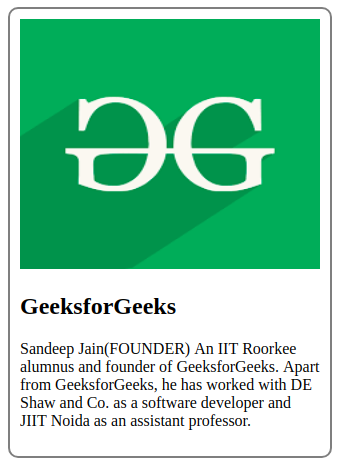 GeeksforGeeks
Sandeep Jain(FOUNDER) An IIT Roorkee
alumnus and founder of GeeksforGeeks. Apart
from GeeksforGeeks, he has worked with DE
Shaw and Co. as a software developer and
JIIT Noida as an assistant professor.